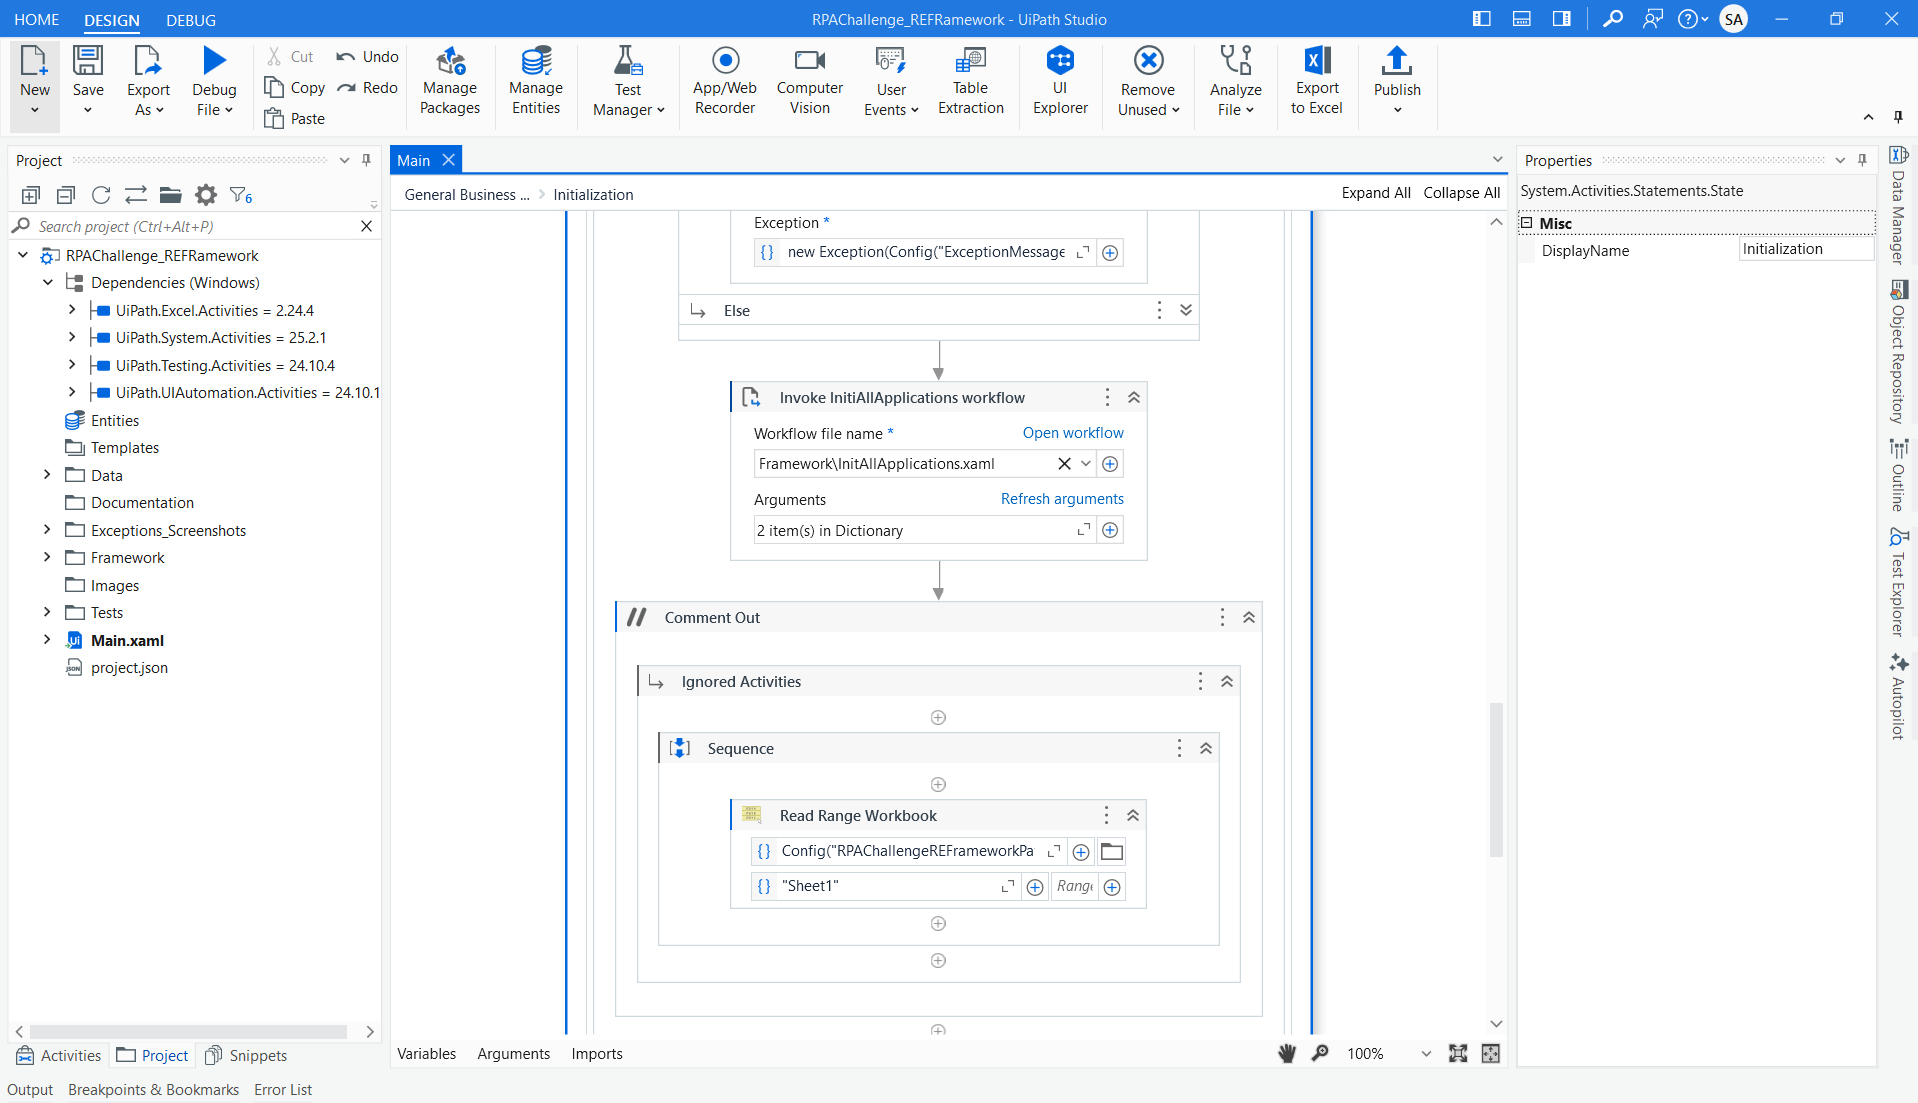 HOME DESIGN DEBUG RPAChallenge_REFRamework - UiPath Studio SA
New Save Export As Debug File Cut Copy Paste Undo Redo Manage Packages Manage Entities Test Manager App/Web Recorder Computer Vision User Events Table Extraction UI Explorer Remove Unused Analyze File Export to Excel Publish
Project
6
Search project (Ctrl+Alt+P)
RPAChallenge_REFRamework
Dependencies (Windows)
UiPath.Excel.Activities = 2.24.4
UiPath.System.Activities = 25.2.1
UiPath.Testing.Activities = 24.10.4
UiPath.UIAutomation.Activities = 24.10.1
Entities
Templates
Data
Documentation
Exceptions_Screenshots
Framework
Images
Tests
Main.xaml
project.json
Activities Project Snippets
Main
General Business ... > Initialization Expand All Collapse All
Exception *
{} new Exception(Config("ExceptionMessage
Else
Invoke InitiAllApplications workflow
Workflow file name * Open workflow
Framework\InitAllApplications.xaml
Arguments Refresh arguments
2 item(s) in Dictionary
// Comment Out
Ignored Activities
Sequence
Read Range Workbook
{} Config("RPAChallengeREFrameworkPa
{} "Sheet1" Range
Variables Arguments Imports 100%
Properties
System.Activities.Statements.State
Misc
DisplayName Initialization
Data Manager
Object Repository
Outline
Test Explorer
Autopilot
Output Breakpoints & Bookmarks Error List